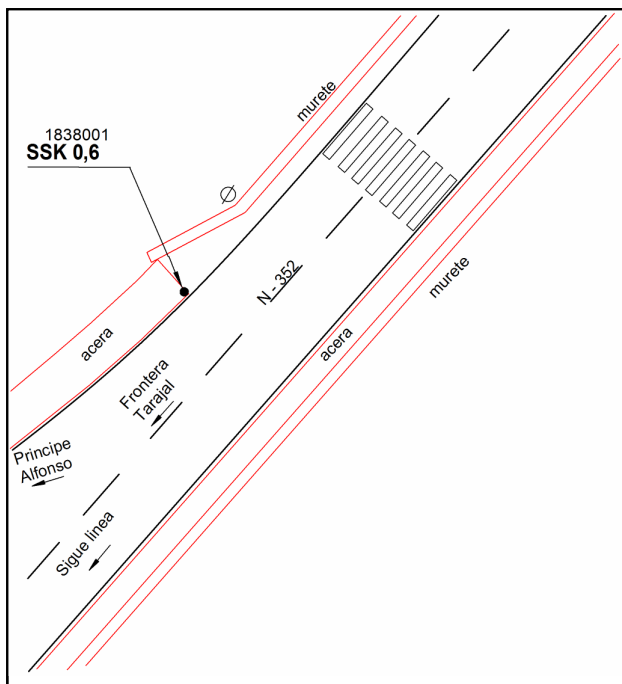 murete
1838001
SSK 0,6
N - 352
murete
acera
acera
Frontera
Tarajal
Principe
Alfonso
Sigue linea